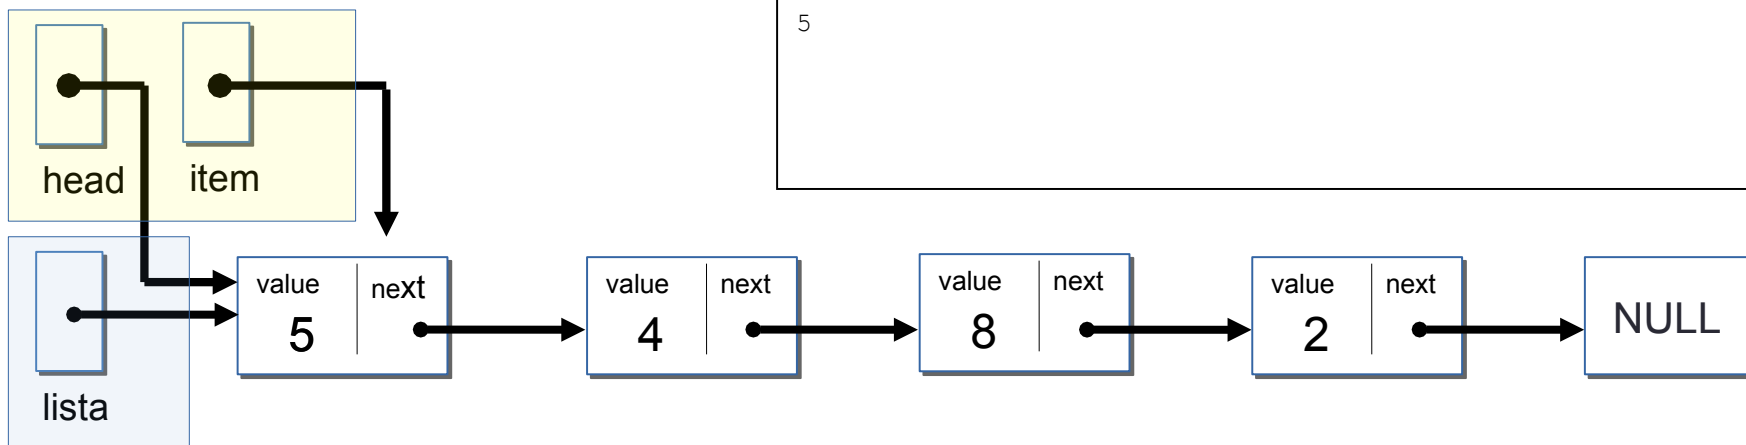 5
head item
value next value next value next value next
5 4 8 2 NULL
lista